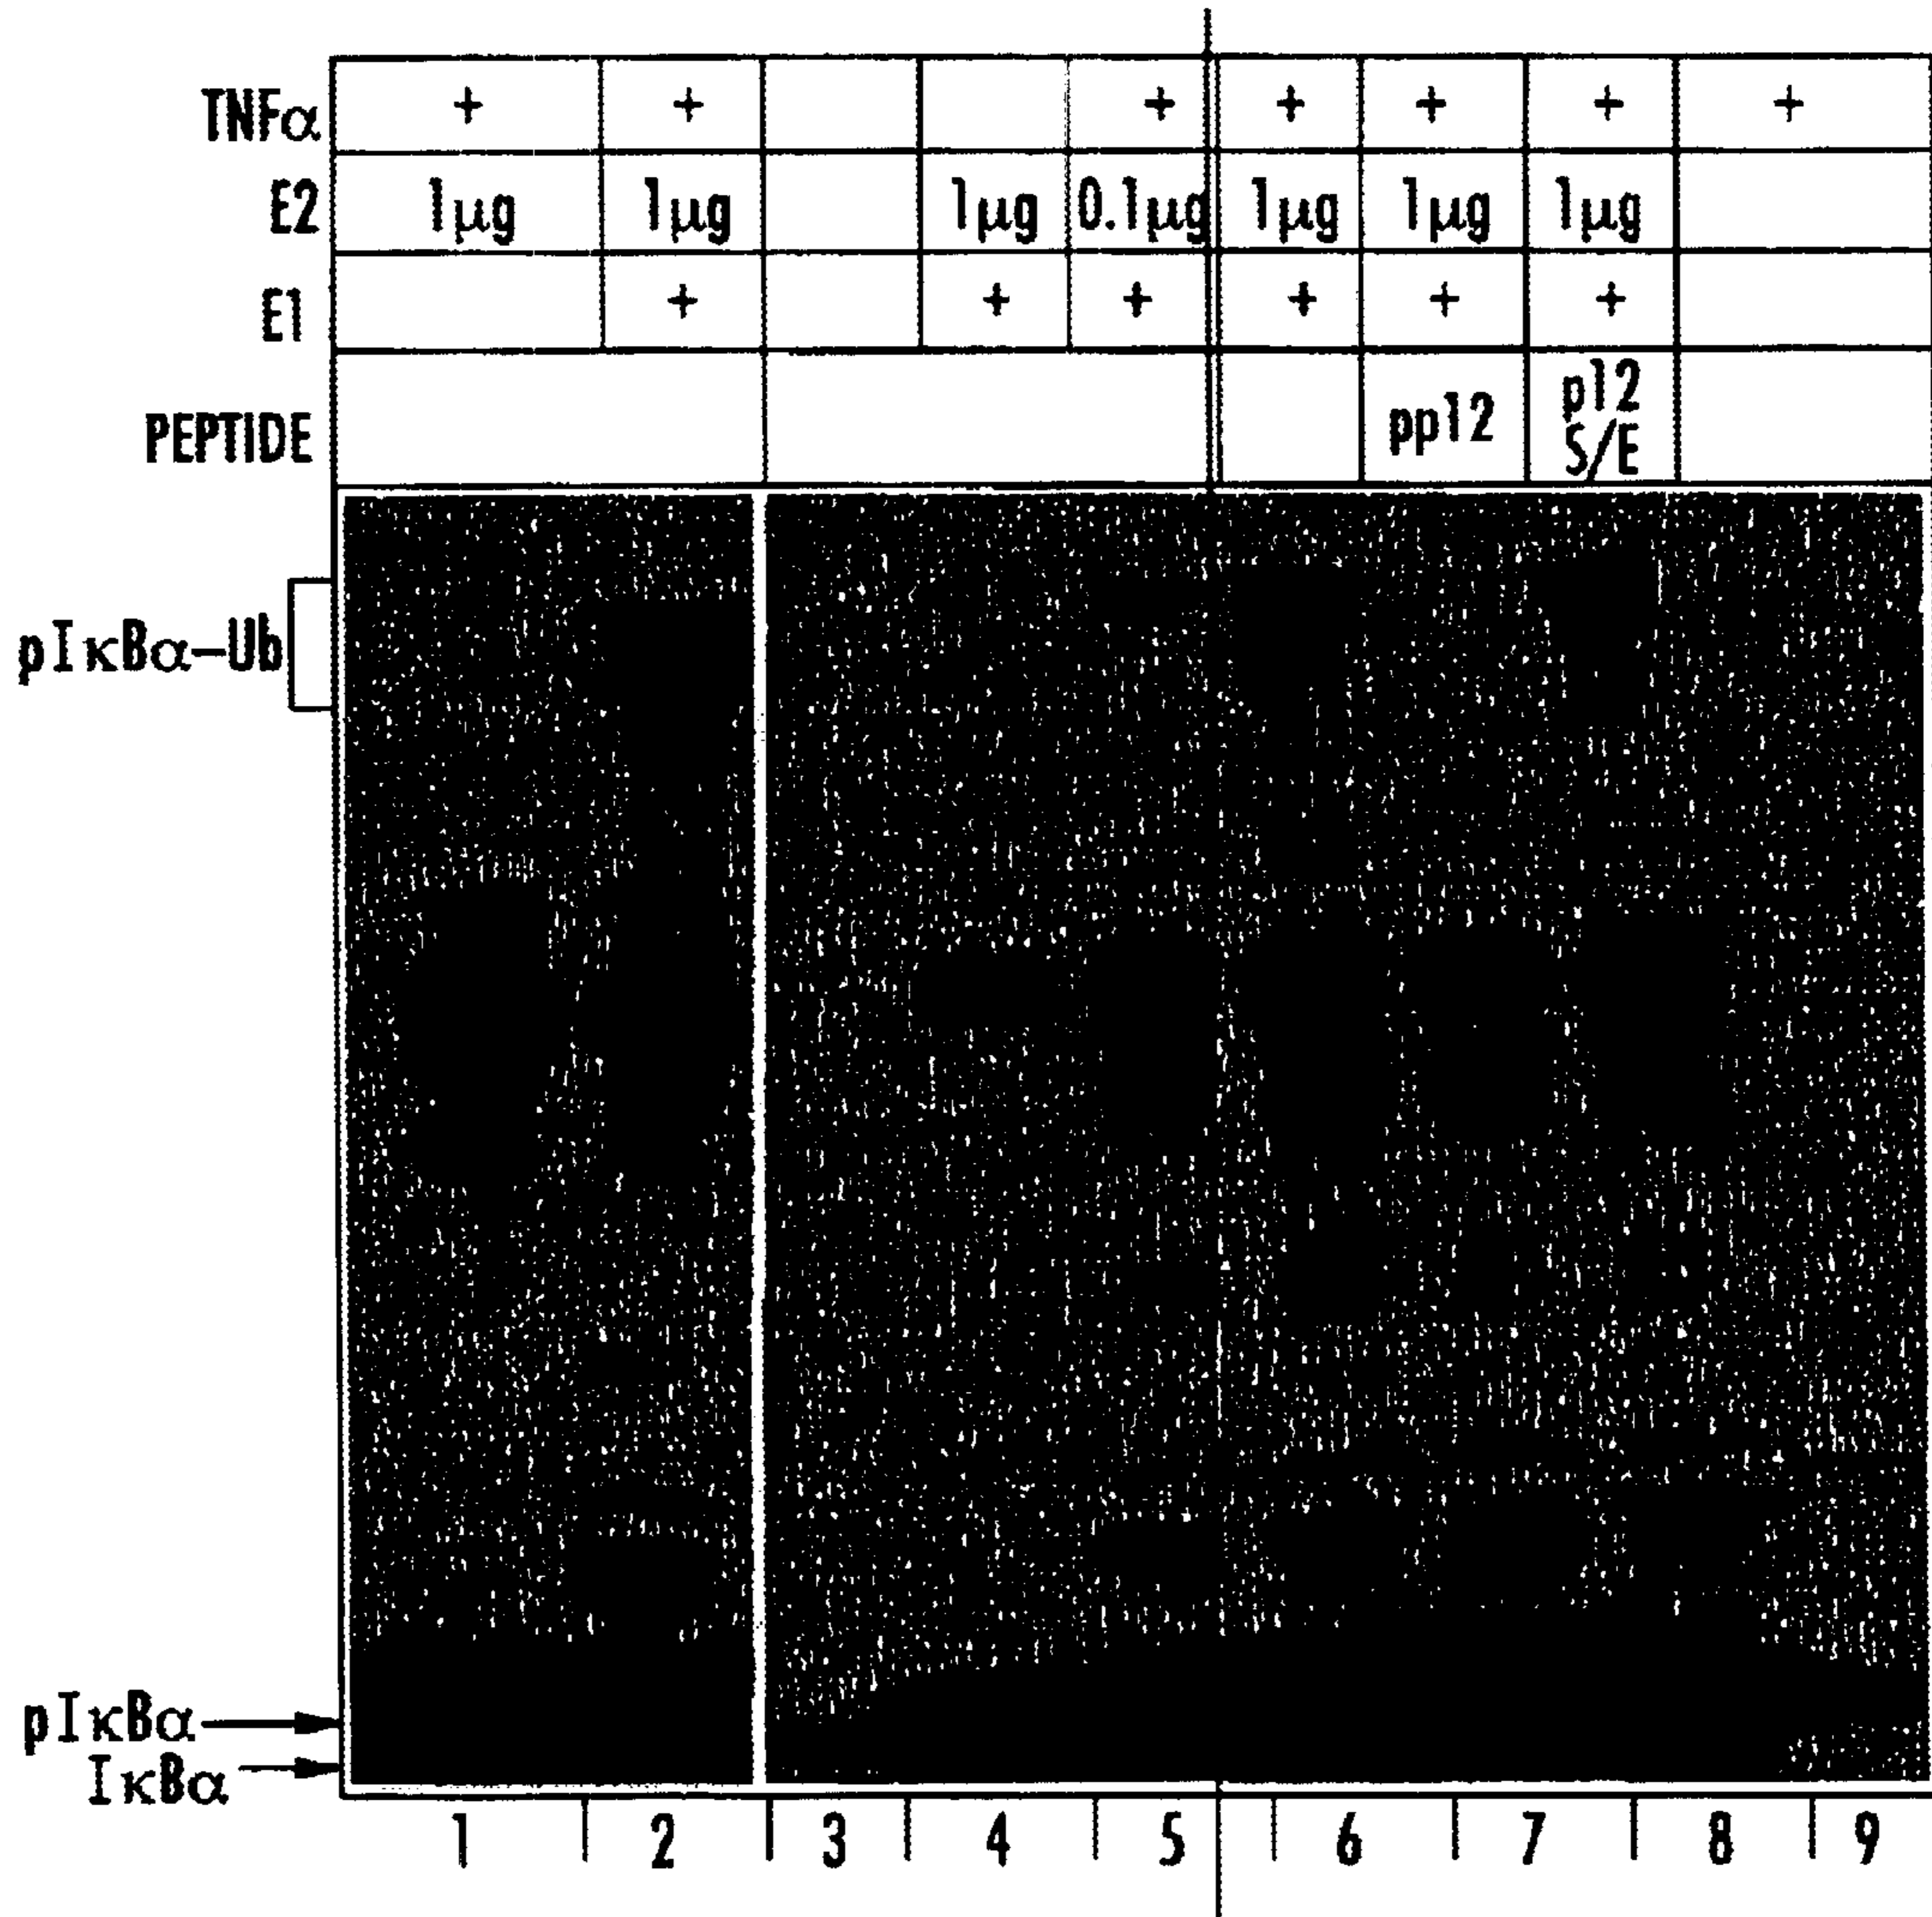 TNFα + + + + + + +
E2 1μg 1μg 1μg 0.1μg 1μg 1μg 1μg
E1 + + + + + +
PEPTIDE pp12 p12
S/E
pIκBα-Ub
pIκBα
IκBα
1 2 3 4 5 6 7 8 9